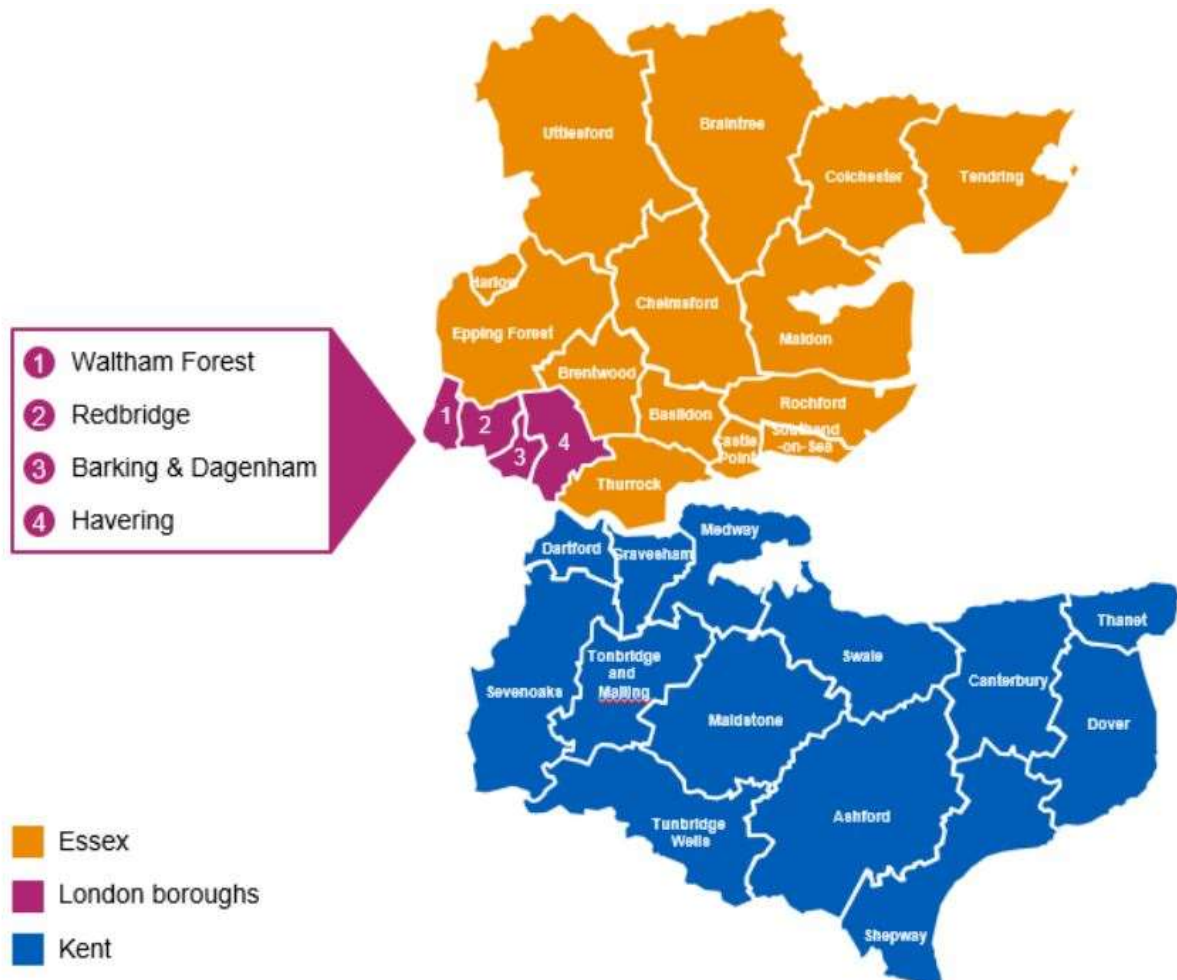 Uttlesford
Braintree
Colchester
Tendring
Harlow
Chelmsford
Epping Forest
Maldon
Brentwood
Rochford
Basildon
Southend
-on-Sea
Castle
Point
Thurrock
1
2
3
4
1 Waltham Forest
2 Redbridge
3 Barking & Dagenham
4 Havering
Medway
Dartford
Gravesham
Thanet
Tonbridge
and
Malling
Swale
Canterbury
Sevenoaks
Maidstone
Dover
Ashford
Tunbridge
Wells
Shepway
Essex
London boroughs
Kent